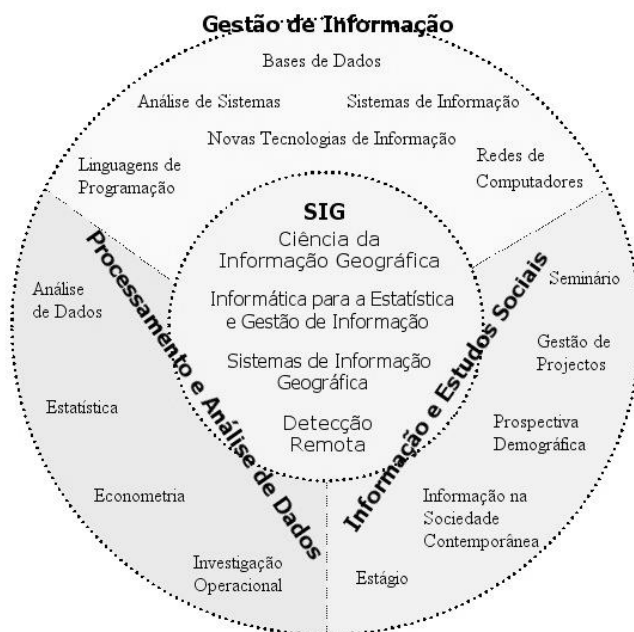 Gestão de Informação
Bases de Dados
Análise de Sistemas
Sistemas de Informação
Novas Tecnologias de Informação
Linguagens de
Programação
Redes de
Computadores
SIG
Ciência da
Informação Geográfica
Informática para a Estatística
e Gestão de Informação
Sistemas de Informação
Geográfica
Detecção
Remota
Processamento e Análise de Dados
Análise
de Dados
Estatística
Econometria
Investigação
Operacional
Informação e Estudos Sociais
Seminário
Gestão de
Projectos
Prospectiva
Demográfica
Informação na
Sociedade
Contemporânea
Estágio